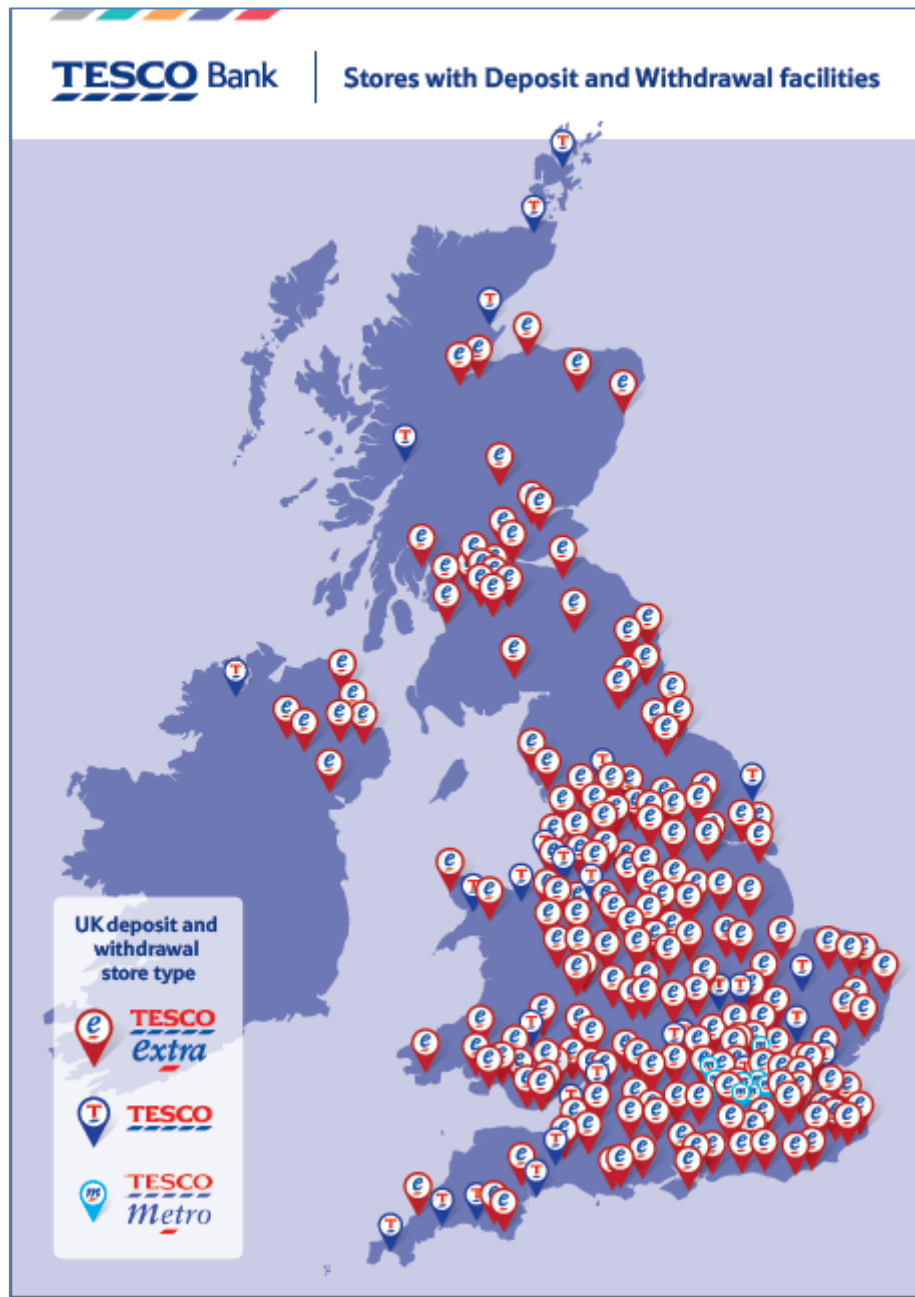 TESCO Bank
Stores with Deposit and Withdrawal facilities
UK deposit and
withdrawal
store type
e
TESCO
extra
T
TESCO
m
TESCO
Metro